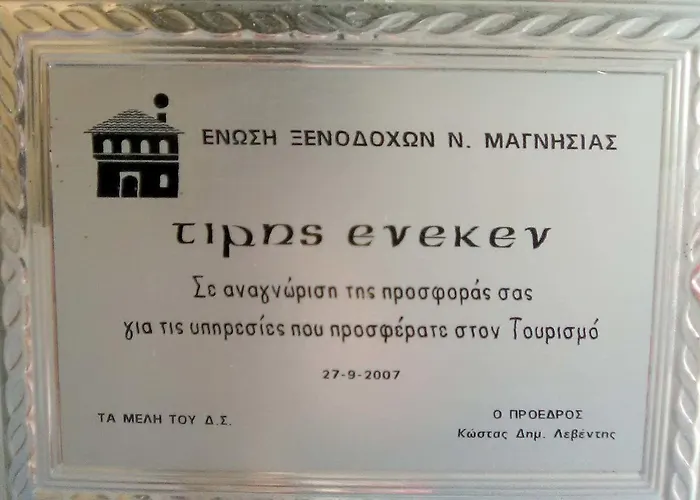 ΕΝΩΣΗ ΞΕΝΟΔΟΧΩΝ Ν. ΜΑΓΝΗΣΙΑΣ
τιμης ενεκεν
Σε αναγνώριση της προσφοράς σας
για τις υπηρεσίες που προσφέρατε στον Τουρισμό
27-9-2007
ΤΑ ΜΕΛΗ ΤΟΥ Δ.Σ.
Ο ΠΡΟΕΔΡΟΣ
Κώστας Δημ. Λεβέντης